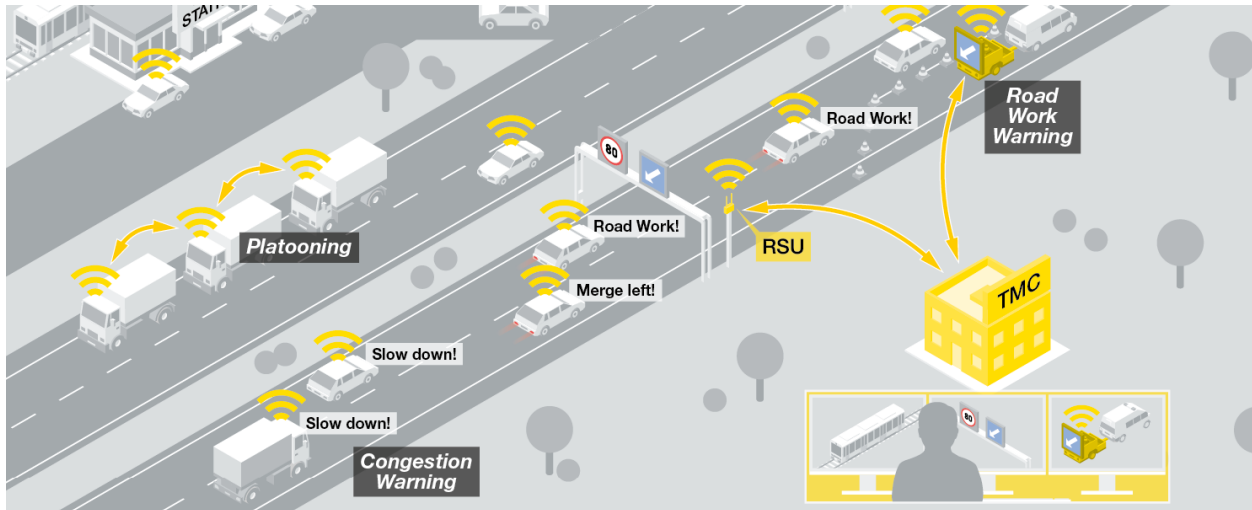 STATI
Road Work!
Road
Work
Warning
80
Road Work!
RSU
Platooning
Merge left!
TMC
Slow down!
Slow down!
Congestion
Warning
80